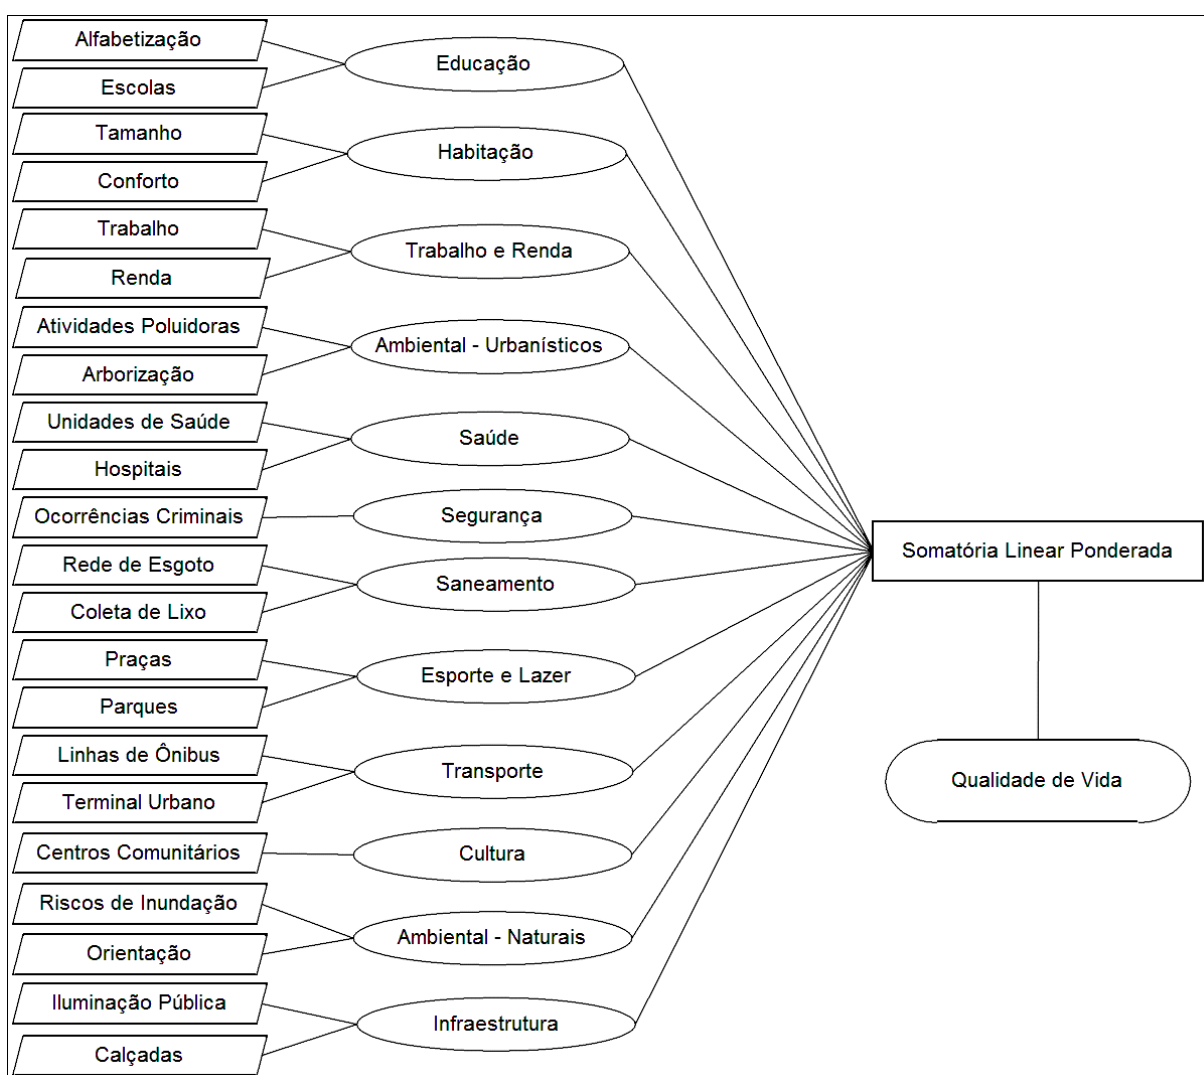 Alfabetização
Escolas
Educação
Tamanho
Conforto
Habitação
Trabalho
Renda
Trabalho e Renda
Atividades Poluidoras
Arborização
Ambiental - Urbanísticos
Unidades de Saúde
Hospitais
Saúde
Ocorrências Criminais
Segurança
Rede de Esgoto
Coleta de Lixo
Saneamento
Praças
Parques
Esporte e Lazer
Linhas de Ônibus
Terminal Urbano
Transporte
Centros Comunitários
Cultura
Riscos de Inundação
Orientação
Ambiental - Naturais
Iluminação Pública
Calçadas
Infraestrutura
Somatória Linear Ponderada
Qualidade de Vida